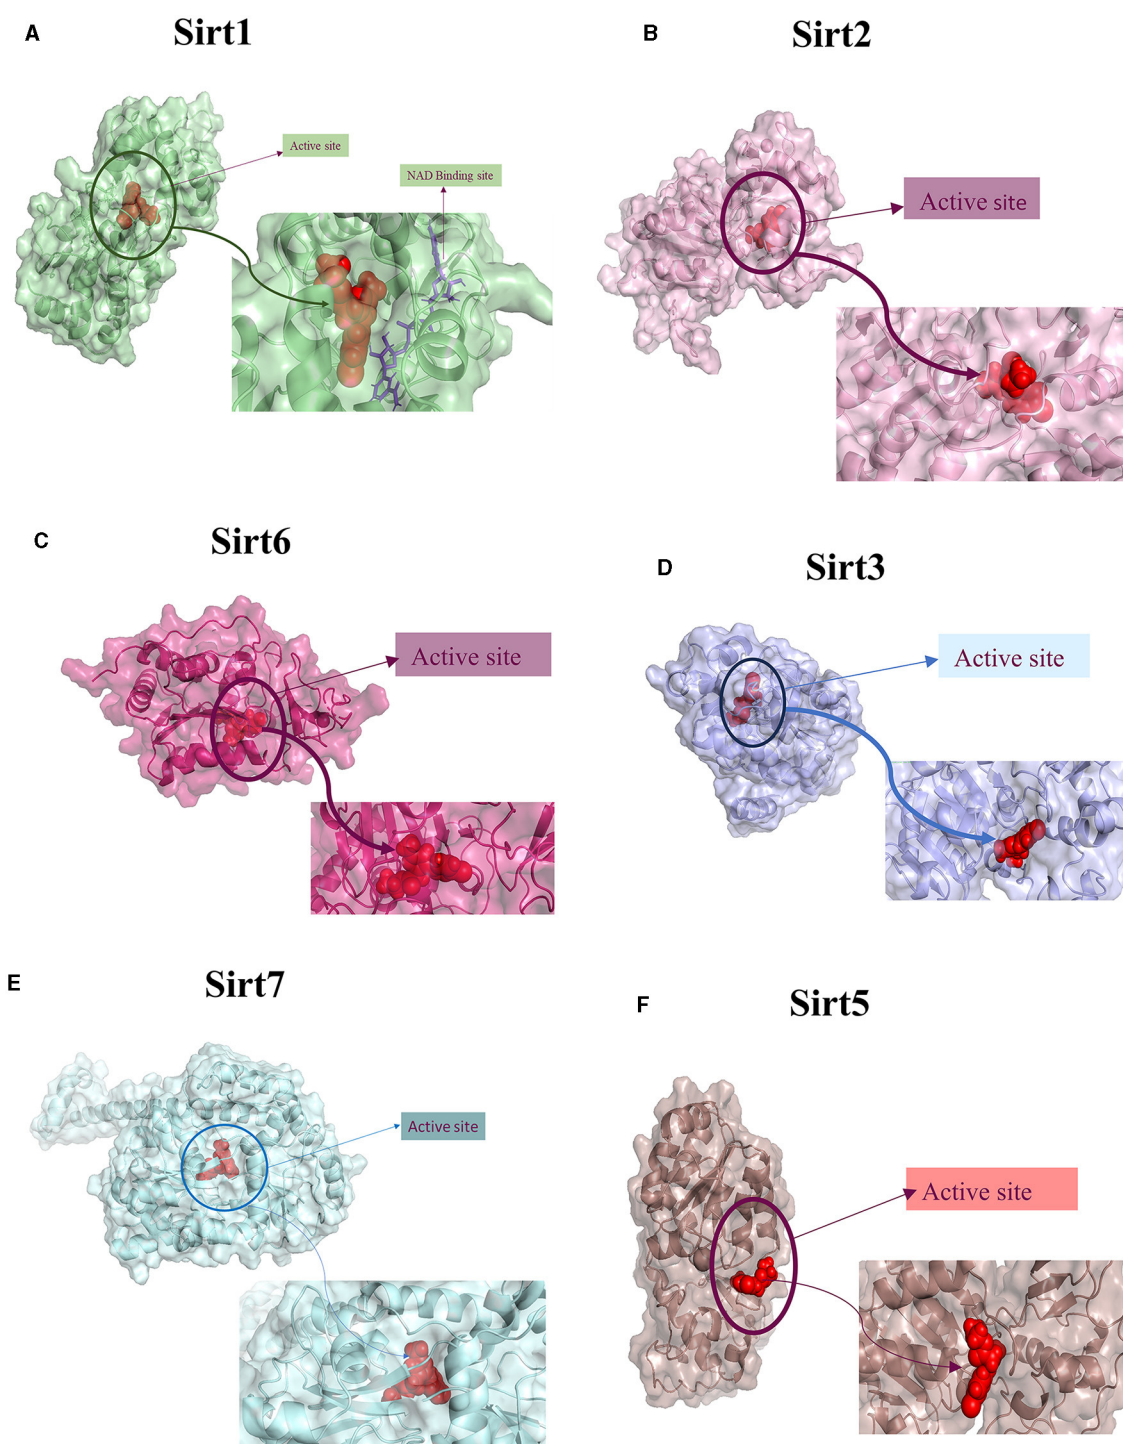 A
Sirt1
Active site
NAD Binding site
B
Sirt2
Active site
C
Sirt6
Active site
D
Sirt3
Active site
E
Sirt7
Active site
F
Sirt5
Active site